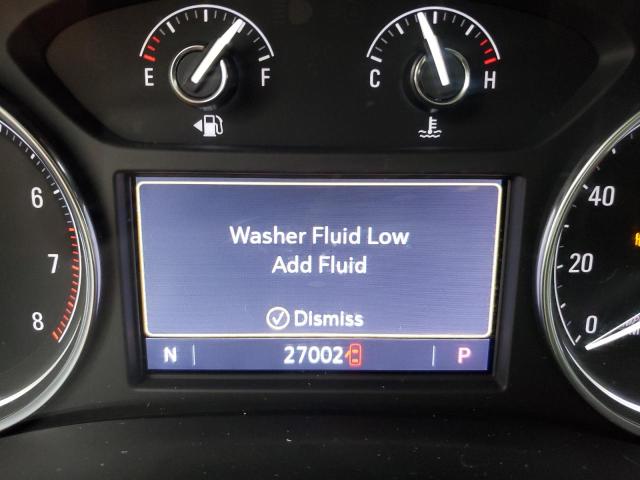 E F
C H
6
7
8
Washer Fluid Low
Add Fluid
Dismiss
N 27002 P
40
20
0